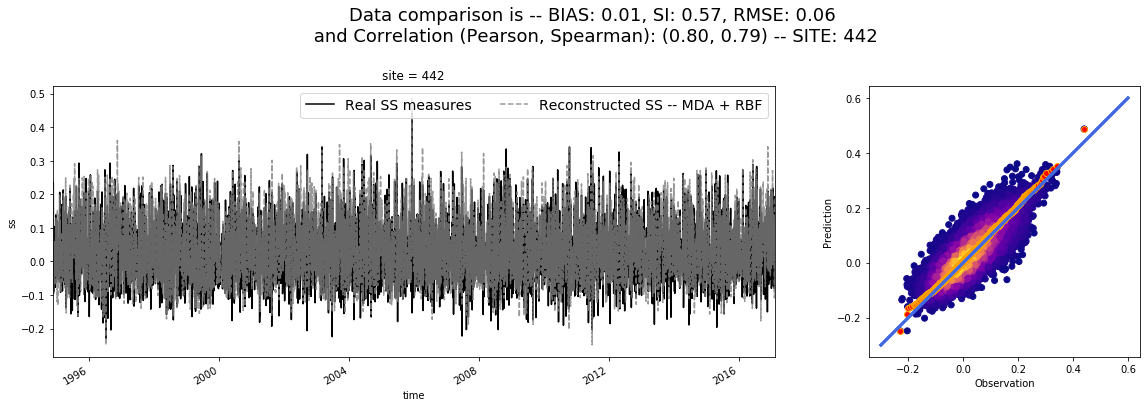 Data comparison is -- BIAS: 0.01, SI: 0.57, RMSE: 0.06
and Correlation (Pearson, Spearman): (0.80, 0.79) -- SITE: 442
site = 442
Real SS measures
Reconstructed SS -- MDA + RBF
ss
0.5
0.4
0.3
0.2
0.1
0.0
−0.1
−0.2
1996
2000
2004
2008
2012
2016
time
Prediction
0.6
0.4
0.2
0.0
−0.2
−0.2
0.0
0.2
0.4
0.6
Observation